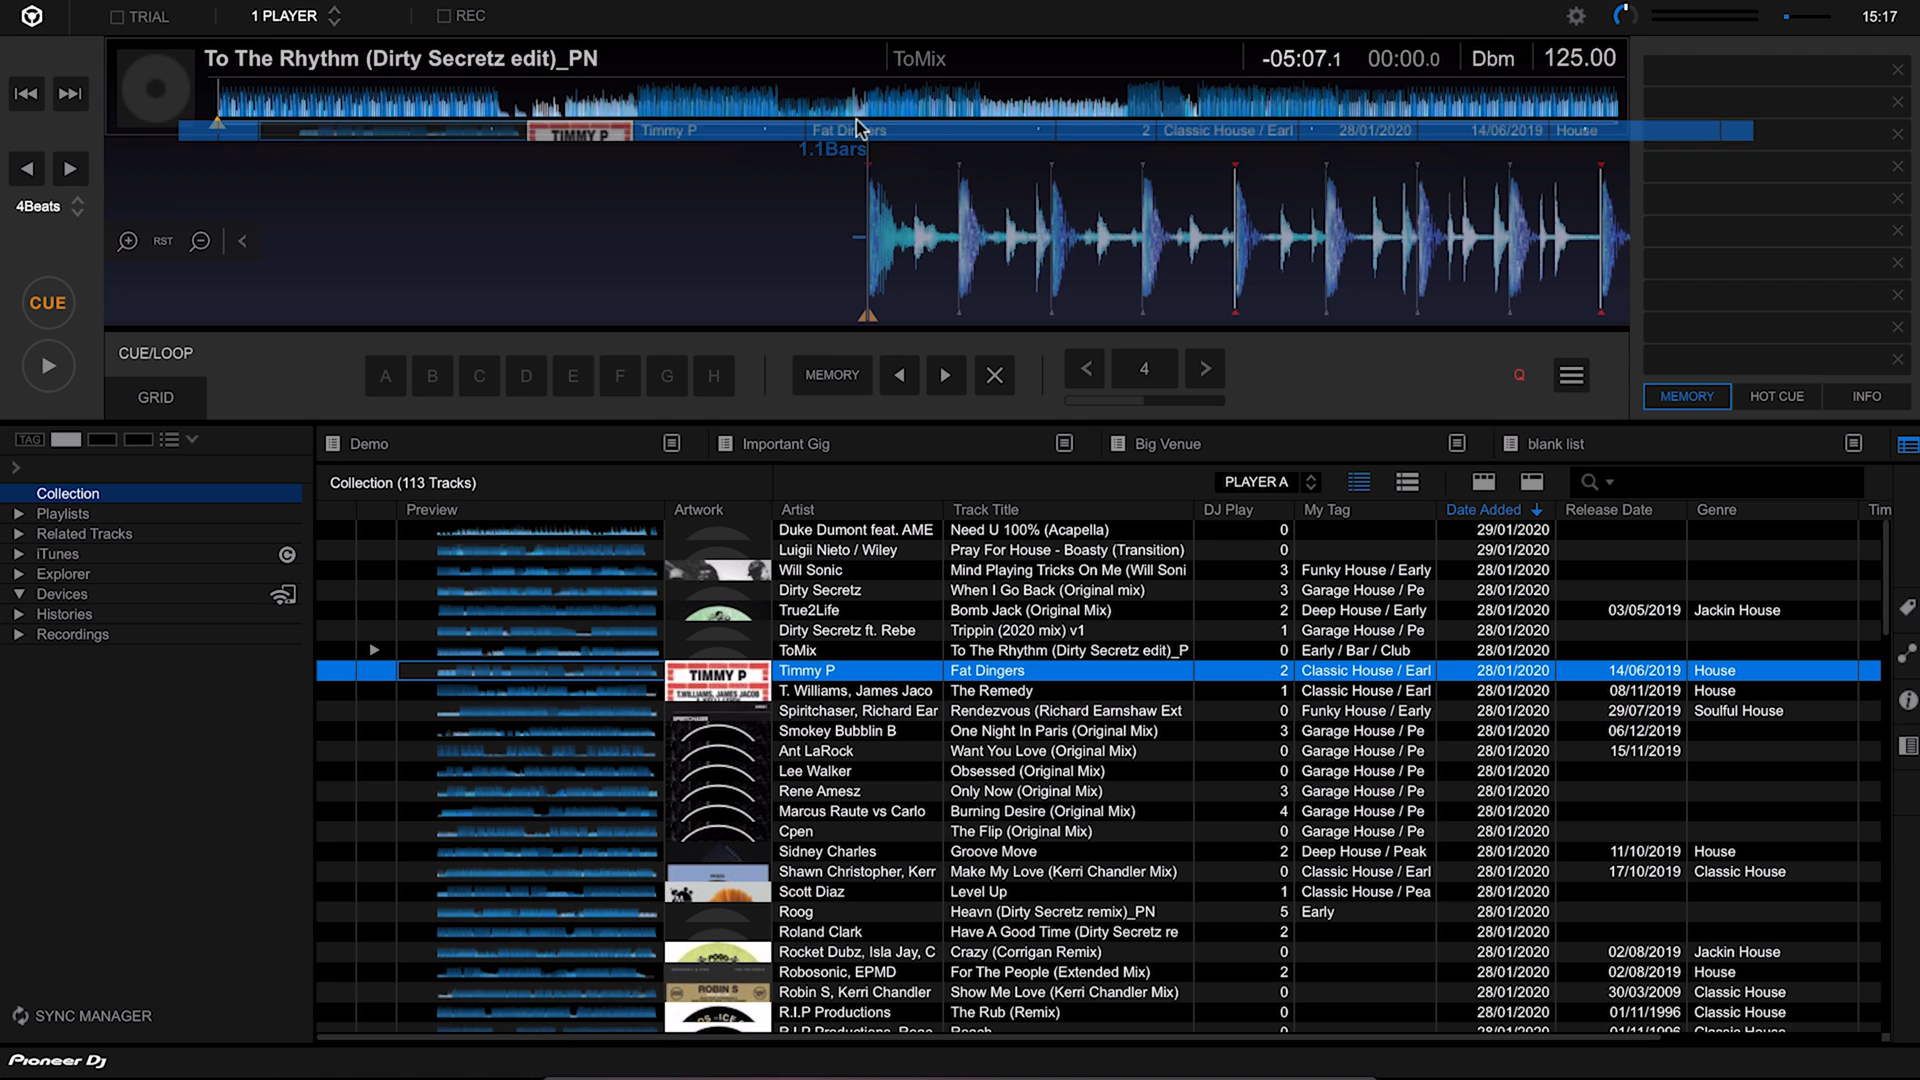 TRIAL 1 PLAYER REC 15:17
To The Rhythm (Dirty Secretz edit)_PN ToMix -05:07.1 00:00.0 Dbm 125.00
TIMMY P Timmy P Fat Dingers 2 Classic House / Earl 28/01/2020 14/06/2019 House
1.1Bars
4Beats
RST
CUE
CUE/LOOP
A B C D E F G H MEMORY 4 Q
GRID
MEMORY HOT CUE INFO
TAG
Demo Important Gig Big Venue blank list
Collection
Playlists
Related Tracks
iTunes
Explorer
Devices
Histories
Recordings
SYNC MANAGER
Collection (113 Tracks) PLAYER A
Preview Artwork Artist Track Title DJ Play My Tag Date Added Release Date Genre Tim
Duke Dumont feat. AME Need U 100% (Acapella) 0 29/01/2020
Luigii Nieto / Wiley Pray For House - Boasty (Transition) 0 29/01/2020
Will Sonic Mind Playing Tricks On Me (Will Soni 3 Funky House / Early 28/01/2020
Dirty Secretz When I Go Back (Original mix) 3 Garage House / Pe 28/01/2020
True2Life Bomb Jack (Original Mix) 2 Deep House / Early 28/01/2020 03/05/2019 Jackin House
Dirty Secretz ft. Rebe Trippin (2020 mix) v1 1 Garage House / Pe 28/01/2020
ToMix To The Rhythm (Dirty Secretz edit)_P 0 Early / Bar / Club 28/01/2020
TIMMY P Timmy P Fat Dingers 2 Classic House / Earl 28/01/2020 14/06/2019 House
T.WILLIAMS, JAMES JACOB T. Williams, James Jaco The Remedy 1 Classic House / Earl 28/01/2020 08/11/2019 House
SPIRITCHASER Spiritchaser, Richard Ear Rendezvous (Richard Earnshaw Ext 0 Funky House / Early 28/01/2020 29/07/2019 Soulful House
Smokey Bubblin B One Night In Paris (Original Mix) 3 Garage House / Pe 28/01/2020 06/12/2019
Ant LaRock Want You Love (Original Mix) 0 Garage House / Pe 28/01/2020 15/11/2019
Lee Walker Obsessed (Original Mix) 0 Garage House / Pe 28/01/2020
Rene Amesz Only Now (Original Mix) 3 Garage House / Pe 28/01/2020
Marcus Raute vs Carlo Burning Desire (Original Mix) 4 Garage House / Pe 28/01/2020
Cpen The Flip (Original Mix) 0 Garage House / Pe 28/01/2020
Sidney Charles Groove Move 2 Deep House / Peak 28/01/2020 11/10/2019 House
Shawn Christopher, Kerr Make My Love (Kerri Chandler Mix) 0 Classic House / Earl 28/01/2020 17/10/2019 Classic House
Scott Diaz Level Up 1 Classic House / Pea 28/01/2020
Roog Heavn (Dirty Secretz remix)_PN 5 Early 28/01/2020
Roland Clark Have A Good Time (Dirty Secretz re 2 28/01/2020
Rocket Dubz, Isla Jay, C Crazy (Corrigan Remix) 0 28/01/2020 02/08/2019 Jackin House
Robosonic, EPMD For The People (Extended Mix) 2 28/01/2020 02/08/2019 House
ROBIN S Robin S, Kerri Chandler Show Me Love (Kerri Chandler Mix) 0 28/01/2020 30/03/2009 Classic House
R.I.P Productions The Rub (Remix) 0 28/01/2020 01/11/1996 Classic House
R.I.P Productions, 0 28/01/2020 01/11/1996 Classic House
Pioneer Dj